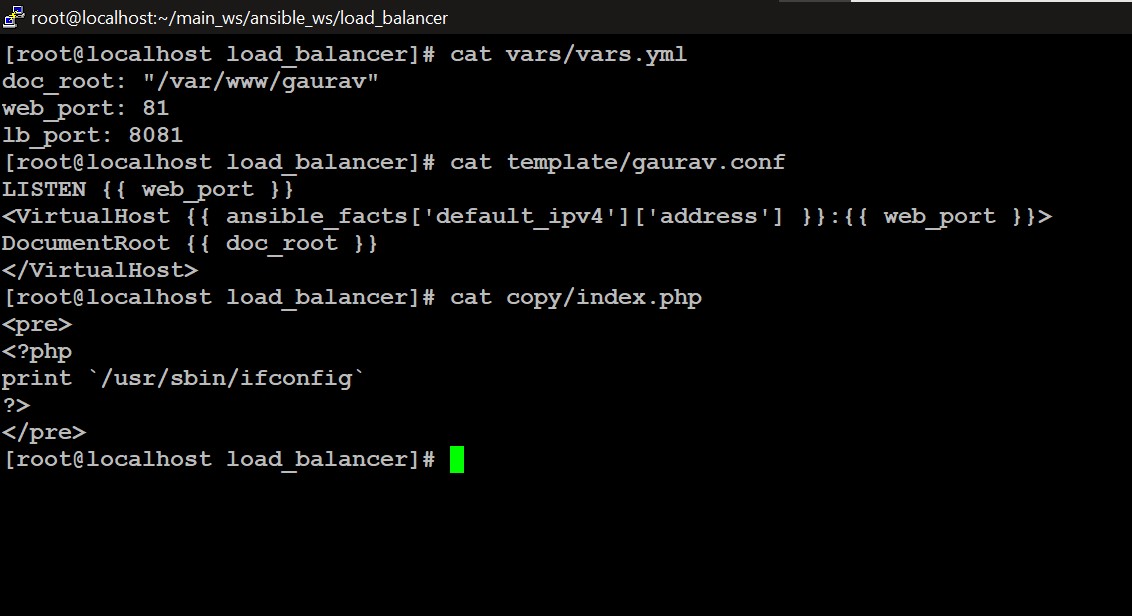 root@localhost:~/main_ws/ansible_ws/load_balancer
[root@localhost load_balancer]# cat vars/vars.yml
doc_root: "/var/www/gaurav"
web_port: 81
lb_port: 8081
[root@localhost load_balancer]# cat template/gaurav.conf
LISTEN {{ web_port }}
<VirtualHost {{ ansible_facts['default_ipv4']['address'] }}:{{ web_port }}>
DocumentRoot {{ doc_root }}
</VirtualHost>
[root@localhost load_balancer]# cat copy/index.php
<pre>
<?php
print `/usr/sbin/ifconfig`
?>
</pre>
[root@localhost load_balancer]#